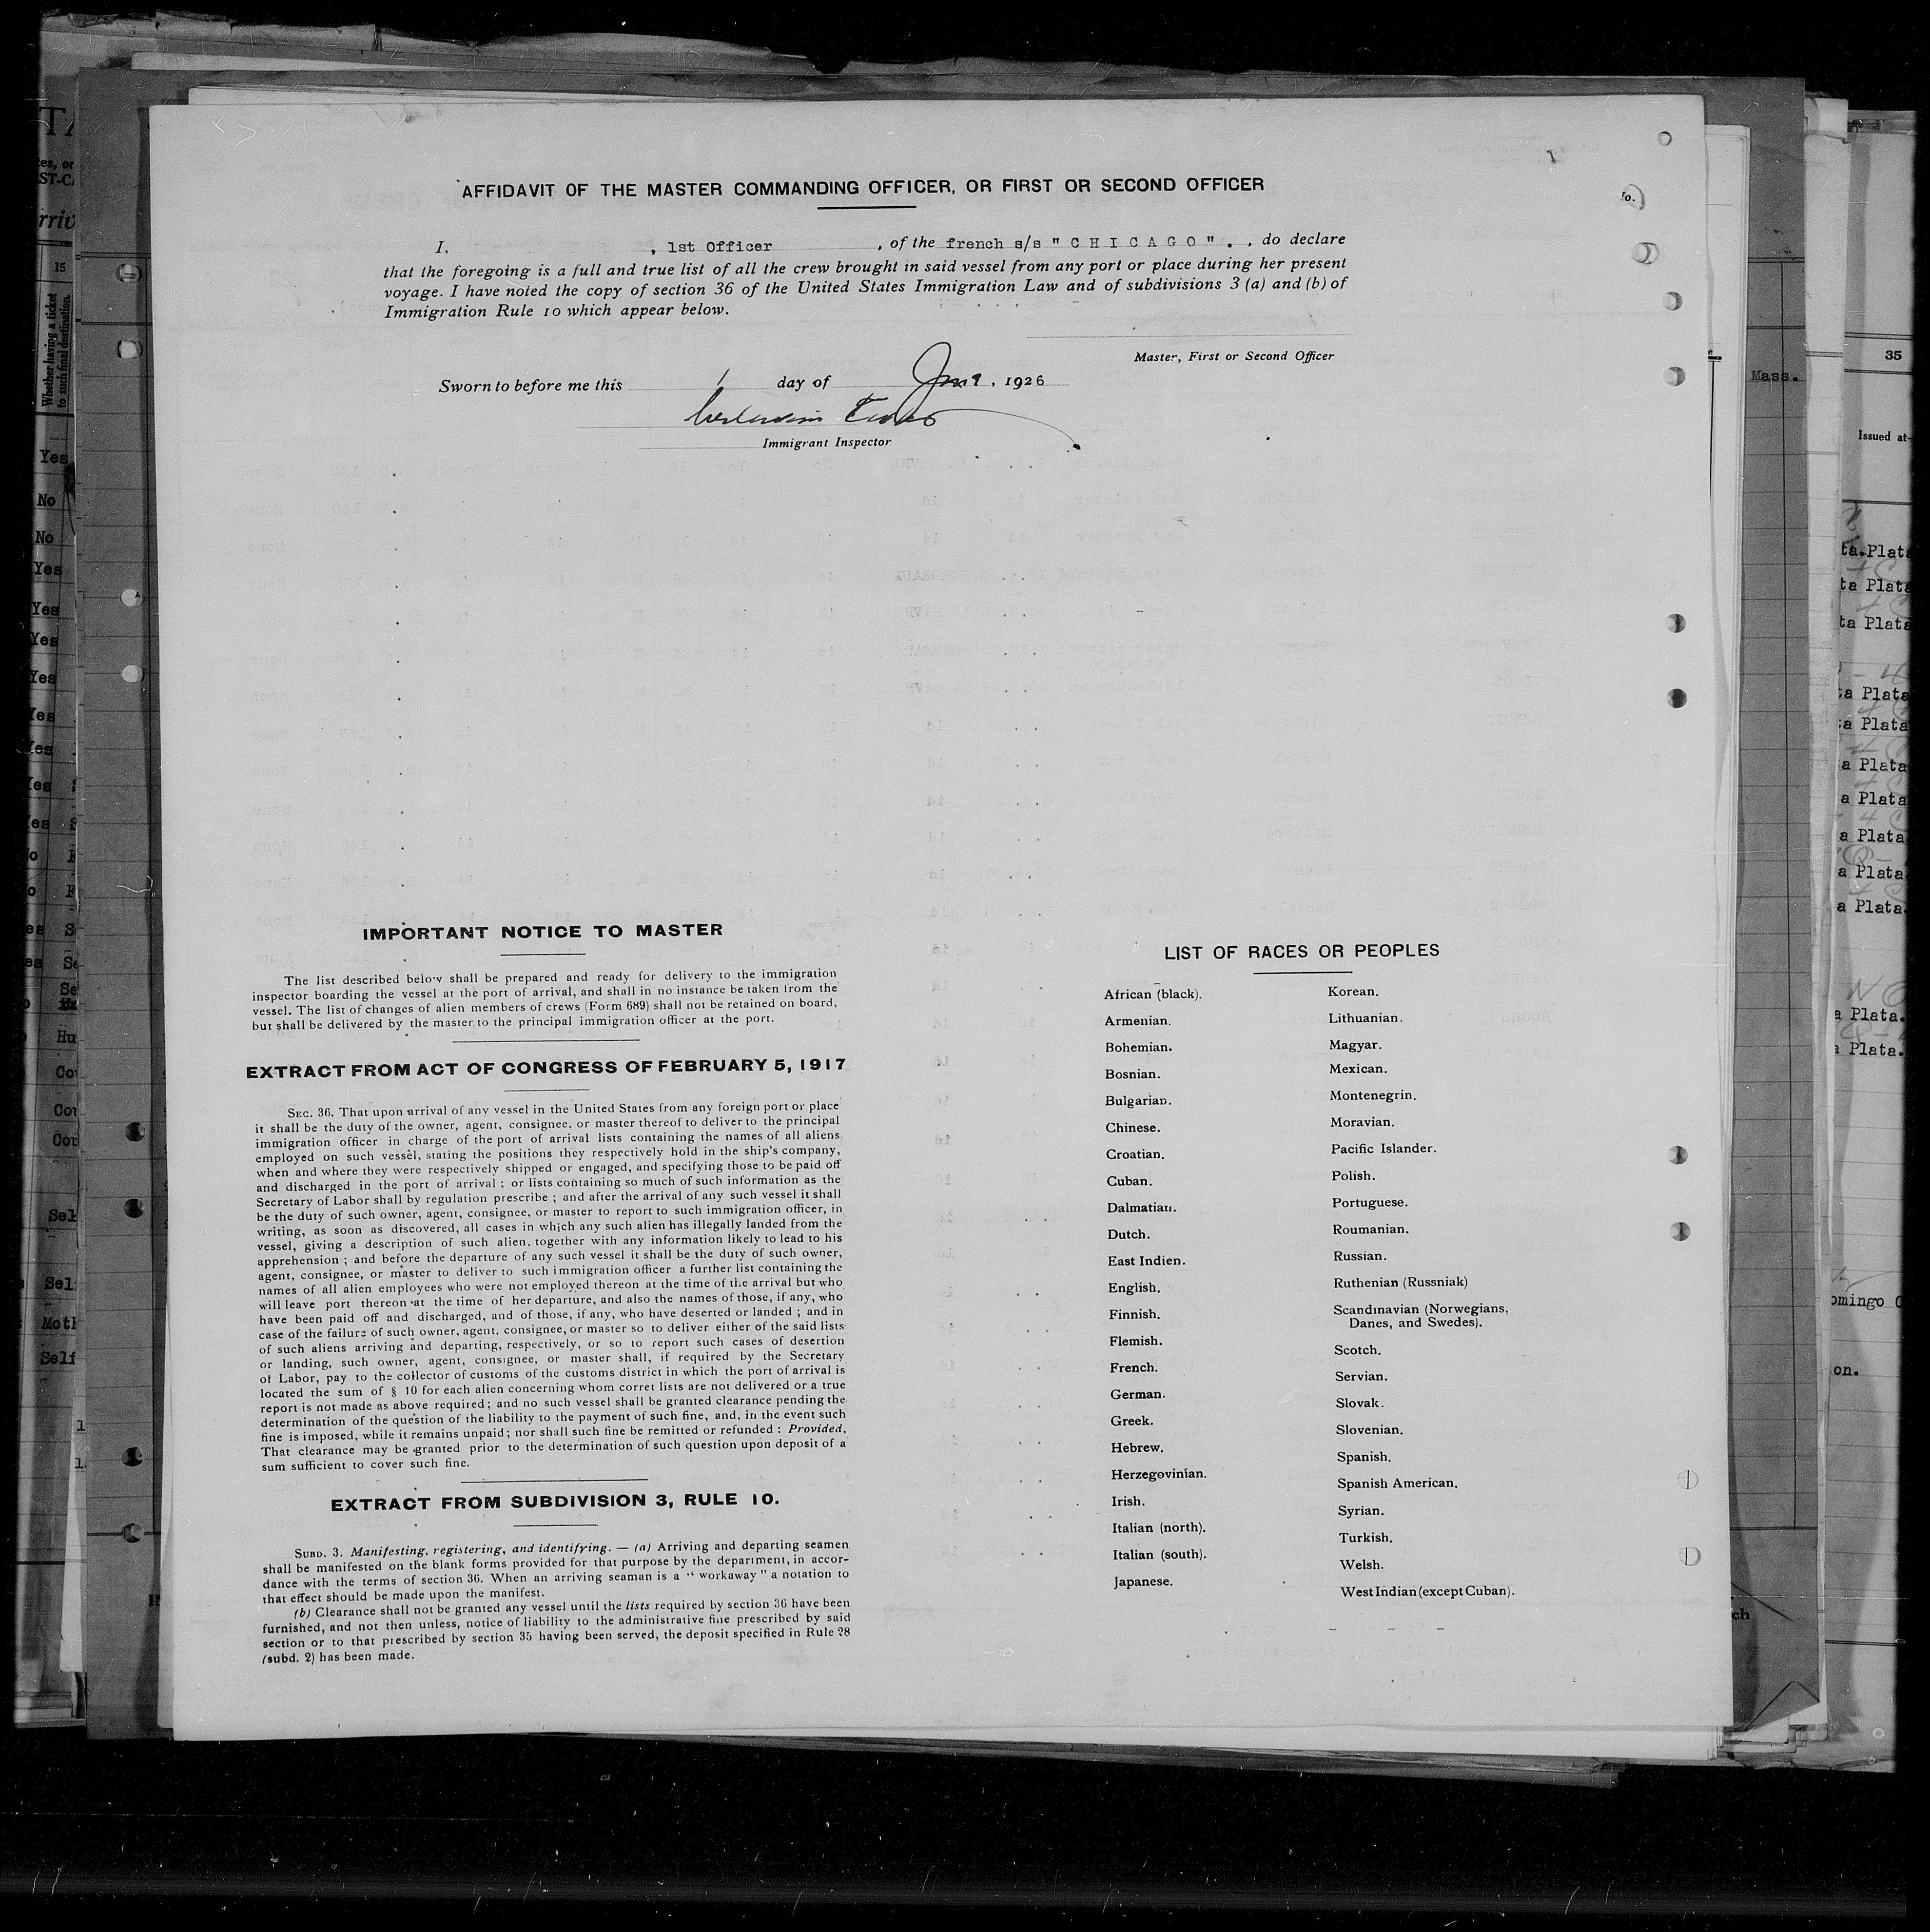 AFFIDAVIT OF THE MASTER COMMANDING OFFICER, OR FIRST OR SECOND OFFICER
I, , 1st Officer , of the french s/s " C H I C A G O " . , do declare
that the foregoing is a full and true list of all the crew brought in said vessel from any port or place during her present
voyage. I have noted the copy of section 36 of the United States Immigration Law and of subdivisions 3 (a) and (b) of
Immigration Rule 10 which appear below.
Master, First or Second Officer
Sworn to before me this 1 day of June, 1926
Immigrant Inspector
IMPORTANT NOTICE TO MASTER
The list described below shall be prepared and ready for delivery to the immigration
inspector boarding the vessel at the port of arrival, and shall in no instance be taken from the
vessel. The list of changes of alien members of crews (Form 689) shall not be retained on board,
but shall be delivered by the master to the principal immigration officer at the port.
EXTRACT FROM ACT OF CONGRESS OF FEBRUARY 5, 1917
SEC. 36. That upon arrival of any vessel in the United States from any foreign port or place
it shall be the duty of the owner, agent, consignee, or master thereof to deliver to the principal
immigration officer in charge of the port of arrival lists containing the names of all aliens
employed on such vessel, stating the positions they respectively hold in the ship's company,
when and where they were respectively shipped or engaged, and specifying those to be paid off
and discharged in the port of arrival ; or lists containing so much of such information as the
Secretary of Labor shall by regulation prescribe ; and after the arrival of any such vessel it shall
be the duty of such owner, agent, consignee, or master to report to such immigration officer, in
writing, as soon as discovered, all cases in which any such alien has illegally landed from the
vessel, giving a description of such alien, together with any information likely to lead to his
apprehension ; and before the departure of any such vessel it shall be the duty of such owner,
agent, consignee, or master to deliver to such immigration officer a further list containing the
names of all alien employees who were not employed thereon at the time of the arrival but who
will leave port thereon at the time of her departure, and also the names of those, if any, who
have been paid off and discharged, and of those, if any, who have deserted or landed ; and in
case of the failure of such owner, agent, consignee, or master so to deliver either of the said lists
of such aliens arriving and departing, respectively, or so to report such cases of desertion
or landing, such owner, agent, consignee, or master shall, if required by the Secretary
of Labor, pay to the collector of customs of the customs district in which the port of arrival is
located the sum of § 10 for each alien concerning whom corret lists are not delivered or a true
report is not made as above required ; and no such vessel shall be granted clearance pending the
determination of the question of the liability to the payment of such fine, and, in the event such
fine is imposed, while it remains unpaid ; nor shall such fine be remitted or refunded : Provided,
That clearance may be granted prior to the determination of such question upon deposit of a
sum sufficient to cover such fine.
EXTRACT FROM SUBDIVISION 3, RULE 10.
SUBD. 3. Manifesting, registering, and identifying. — (a) Arriving and departing seamen
shall be manifested on the blank forms provided for that purpose by the department, in accor-
dance with the terms of section 36. When an arriving seaman is a " workaway " a notation to
that effect should be made upon the manifest.
(b) Clearance shall not be granted any vessel until the lists required by section 36 have been
furnished, and not then unless, notice of liability to the administrative fine prescribed by said
section or to that prescribed by section 35 having been served, the deposit specified in Rule 28
(subd. 2) has been made.
LIST OF RACES OR PEOPLES
African (black).
Armenian.
Bohemian.
Bosnian.
Bulgarian.
Chinese.
Croatian.
Cuban.
Dalmatian.
Dutch.
East Indien.
English.
Finnish.
Flemish.
French.
German.
Greek.
Hebrew.
Herzegovinian.
Irish.
Italian (north).
Italian (south).
Japanese.
Korean.
Lithuanian.
Magyar.
Mexican.
Montenegrin.
Moravian.
Pacific Islander.
Polish.
Portuguese.
Roumanian.
Russian.
Ruthenian (Russniak)
Scandinavian (Norwegians,
Danes, and Swedes).
Scotch.
Servian.
Slovak.
Slovenian.
Spanish.
Spanish American.
Syrian.
Turkish.
Welsh.
West Indian (except Cuban).
15
Whether having a ticket
to such final destination.
Yes
No
No
Yes
Yes
Yes
Yes
35
Mass.
Issued at-